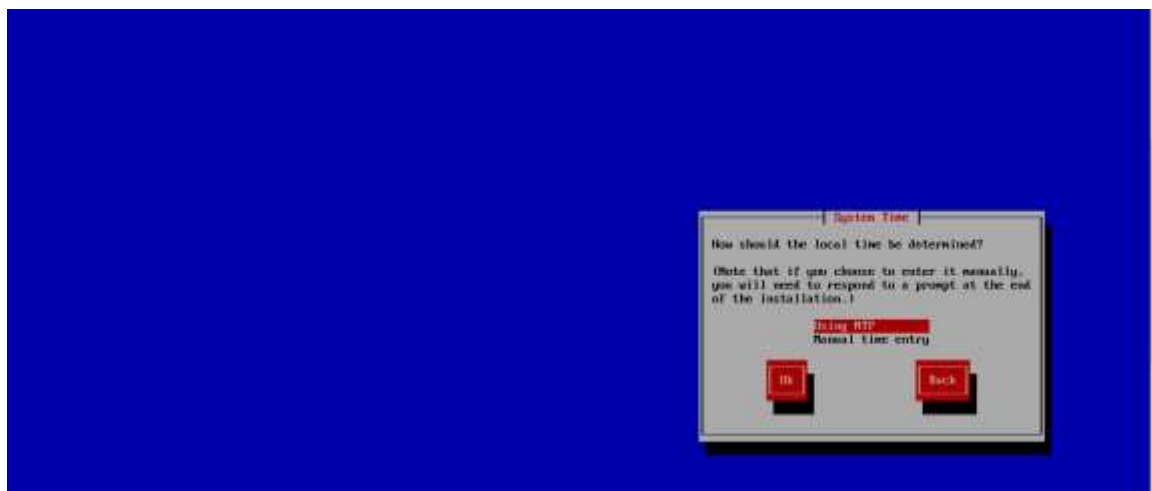 System Time
How should the local time be determined?
(Note that if you choose to enter it manually,
you will need to respond to a prompt at the end
of the installation.)
Using NTP
Manual time entry
Ok
Back